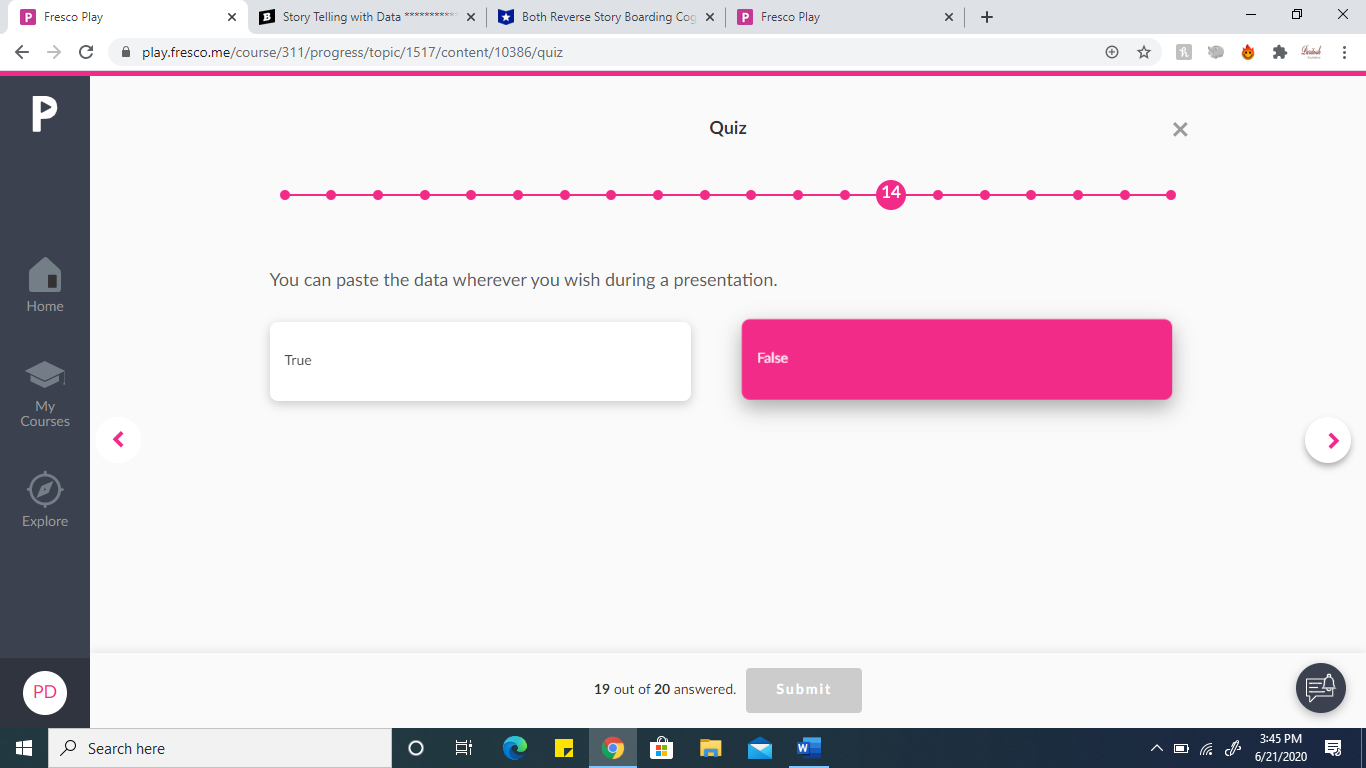 Fresco Play
Story Telling with Data
Both Reverse Story Boarding Cog
Fresco Play
play.fresco.me/course/311/progress/topic/1517/content/10386/quiz
Quiz
14
You can paste the data wherever you wish during a presentation.
True
False
Home
My
Courses
Explore
PD
19 out of 20 answered.
Submit
Search here
3:45 PM
6/21/2020